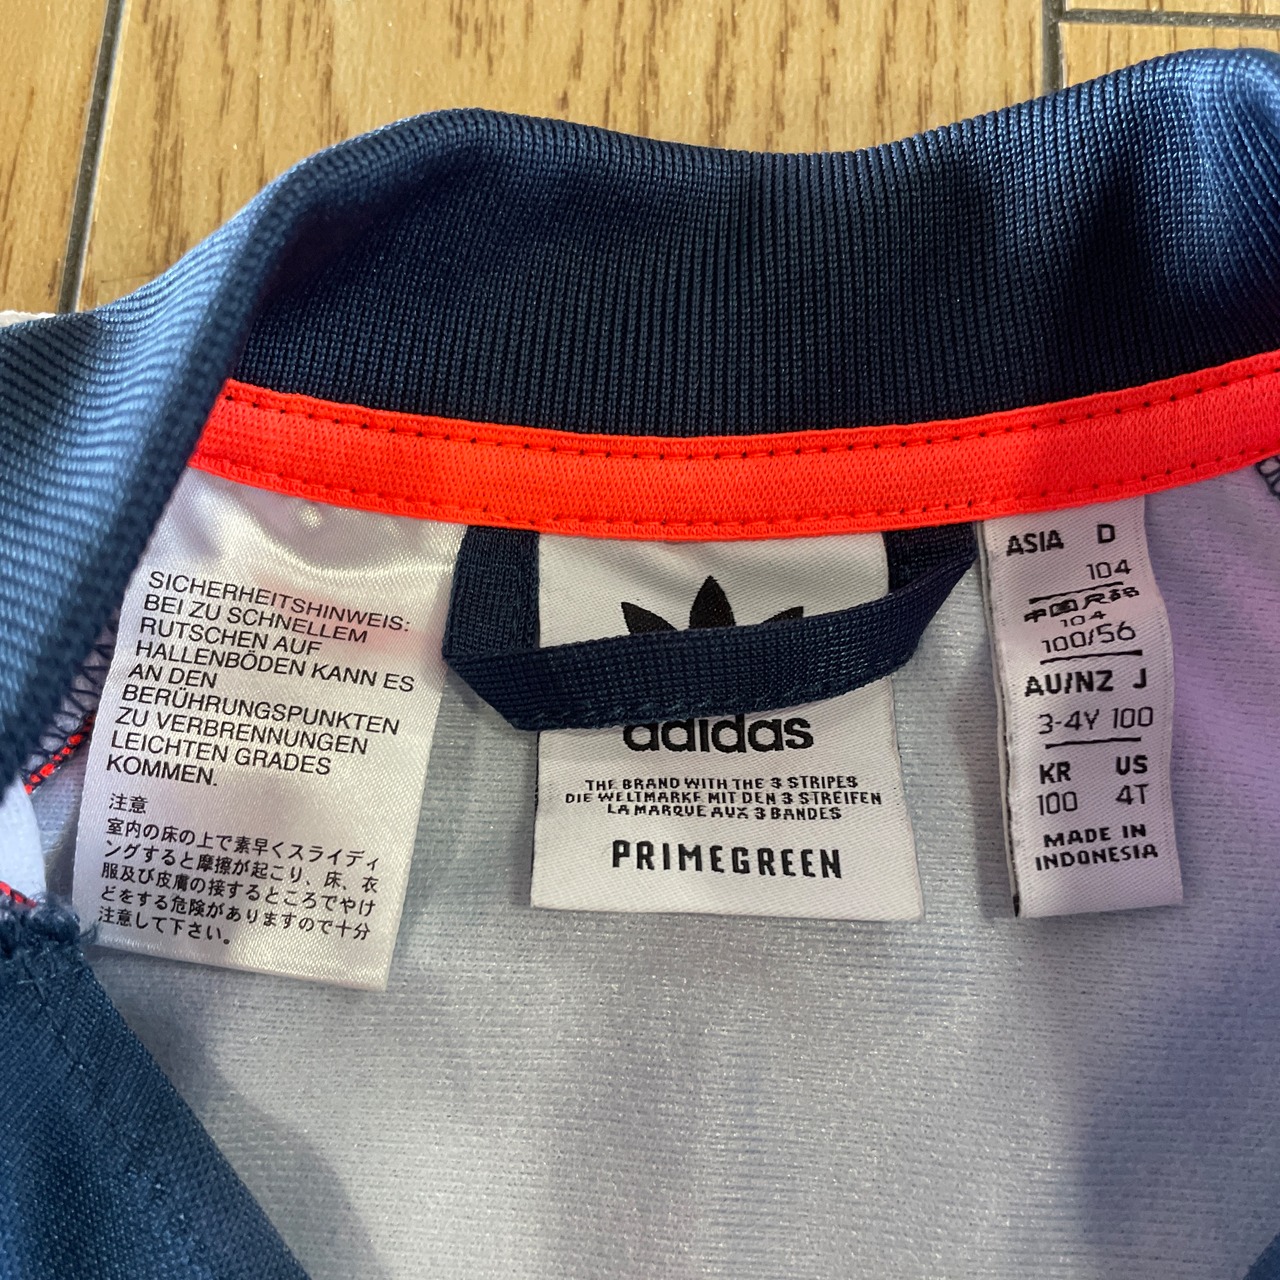 SICHERHEITSHINWEIS:
BEI ZU SCHNELLEM
RUTSCHEN AUF
HALLENBÖDEN KANN ES
AN DEN
BERÜHRUNGSPUNKTEN
ZU VERBRENNUNGEN
LEICHTEN GRADES
KOMMEN.
注意
室内の床の上で素早くスライディ
ングすると摩擦が起こり、床、衣
服及び皮膚の接するところでやけ
どをする危険がありますので十分
注意して下さい。
adidas
THE BRAND WITH THE 3 STRIPES
DIE WELTMARKE MIT DEN 3 STREIFEN
LA MARQUE AUX 3 BANDES
PRIMEGREEN
ASIA D
104
中国尺码
104
100/56
AU/NZ J
3-4Y 100
KR US
100 4T
MADE IN
INDONESIA